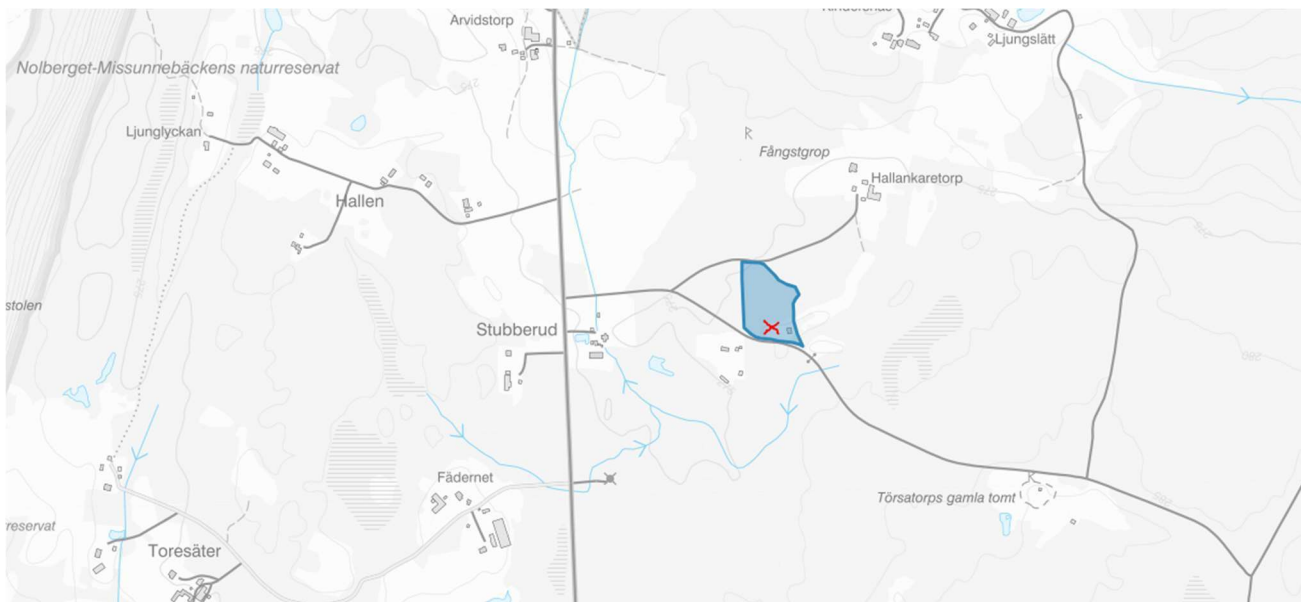 Arvidstorp
Ljungslätt
Nolberget-Missunnebäckens naturreservat
Ljunglyckan
Fångstgrop
Hallankaretorp
Hallen
stolen
Stubberud
Fädernet
Törsatorps gamla tomt
reservat
Toresäter